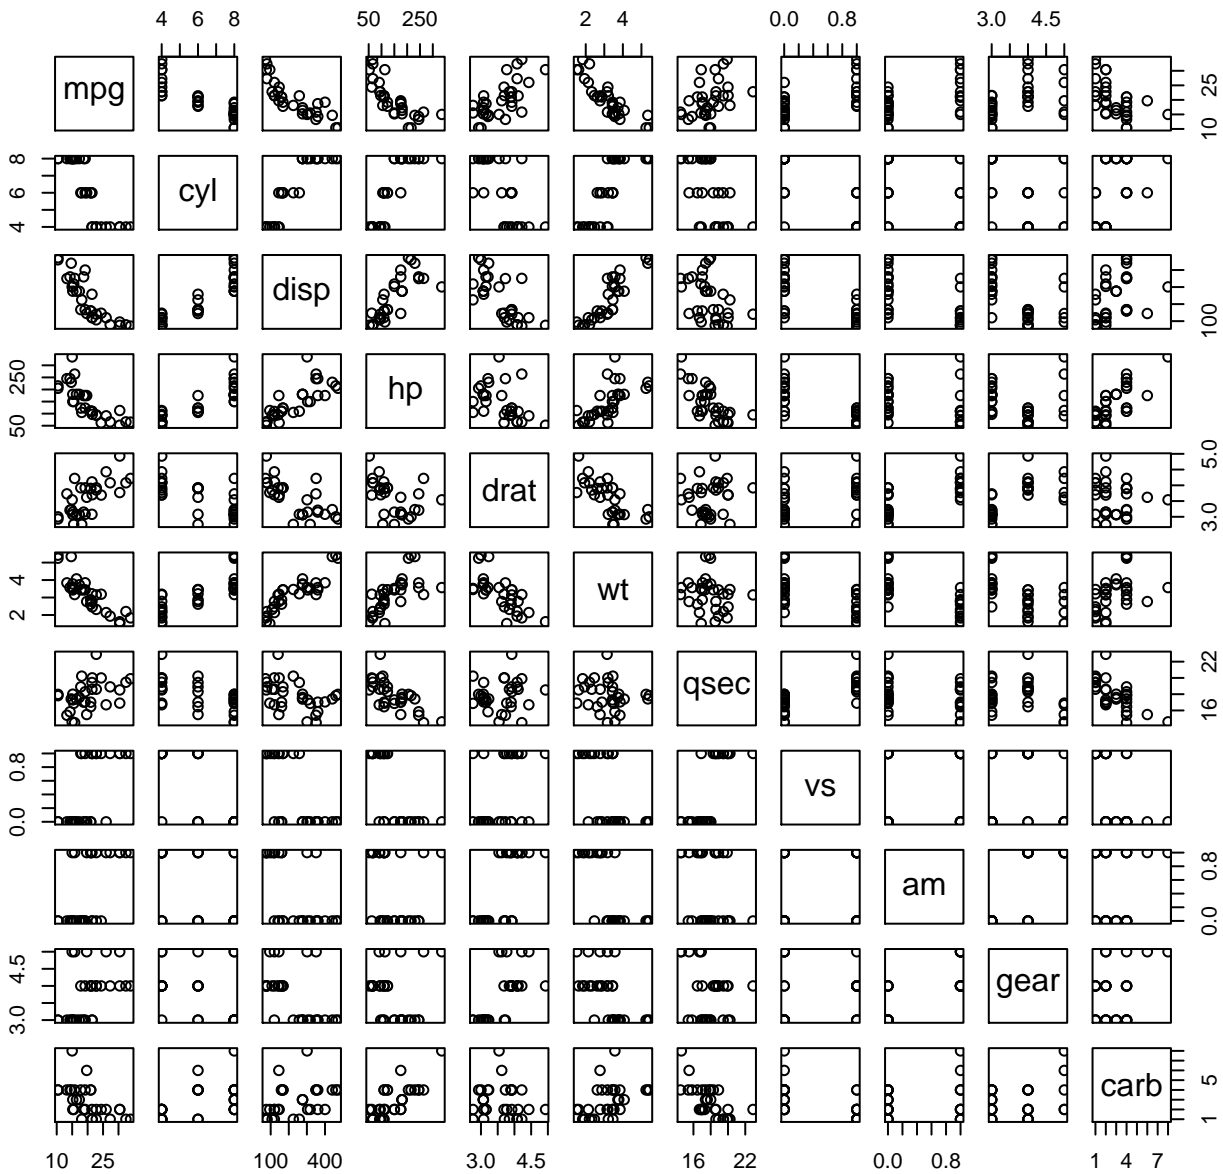 4 6 8 50 250 2 4 0.0 0.8 3.0 4.5
mpg 10 25
4 6 8 cyl
disp 100
50 250 hp
drat 3.0 5.0
2 4 wt
qsec 16 22
0.0 0.8 vs
am 0.0 0.8
3.0 4.5 gear
carb 1 5
10 25 100 400 3.0 4.5 16 22 0.0 0.8 1 4 7